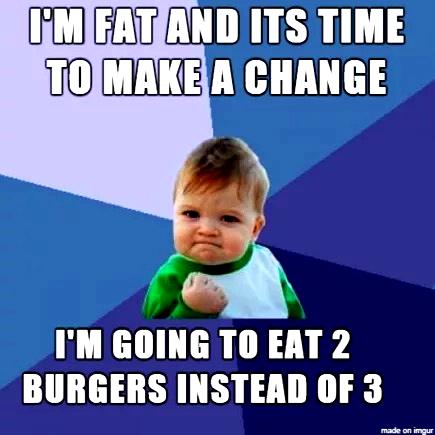 I'M FAT AND ITS TIME
TO MAKE A CHANGE
I'M GOING TO EAT 2
BURGERS INSTEAD OF 3
made on imgur